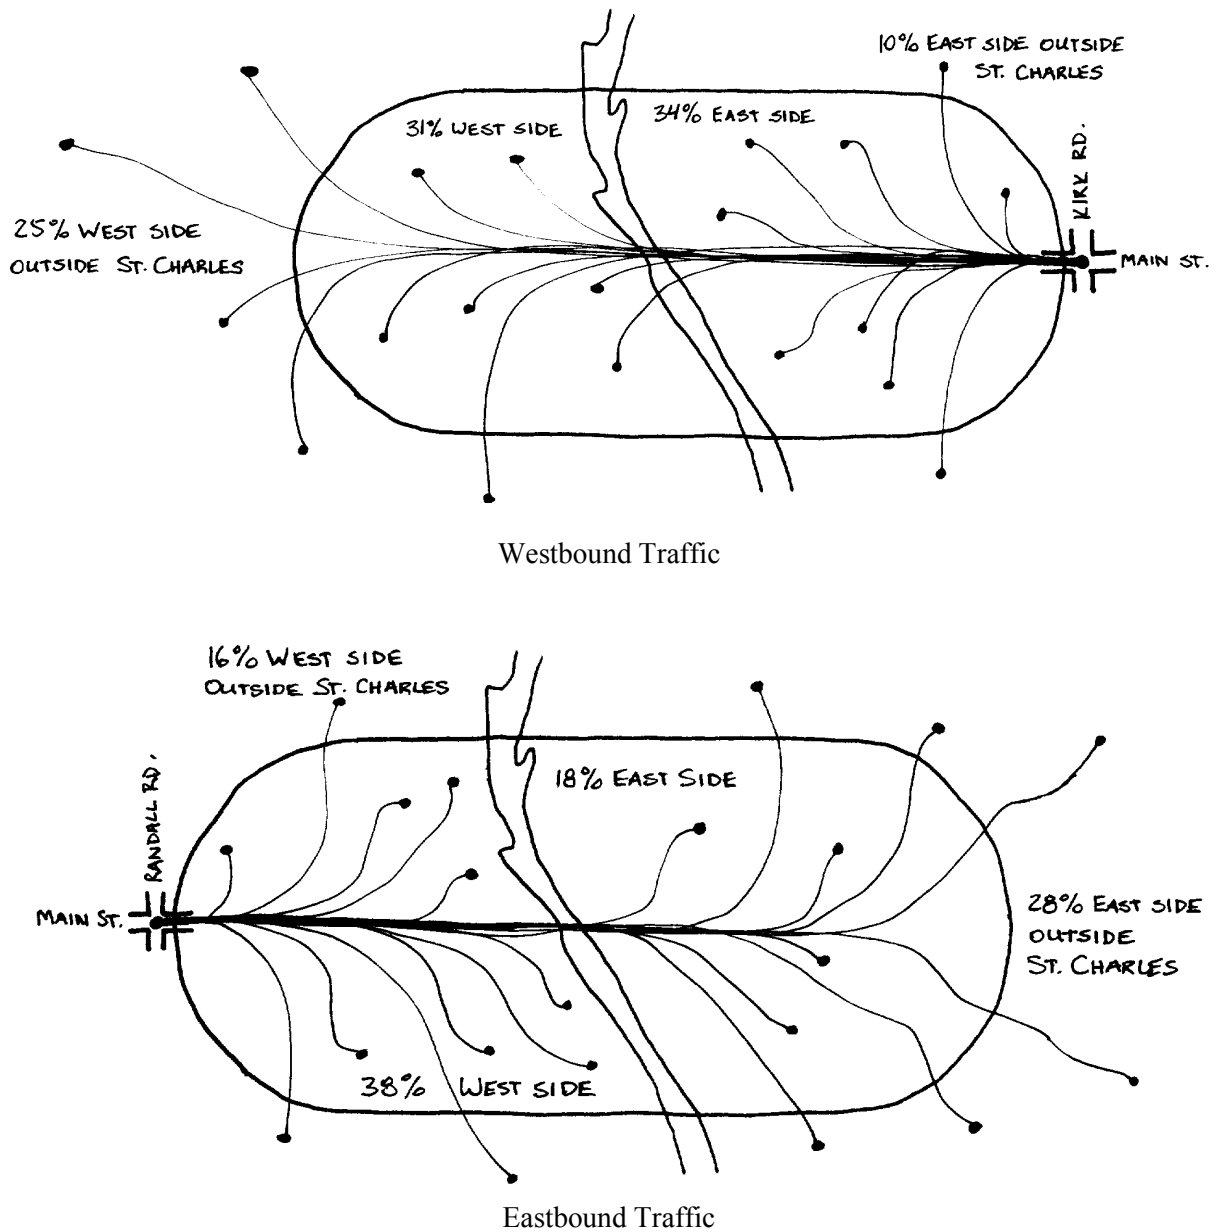 10% EAST SIDE OUTSIDE
ST. CHARLES
31% WEST SIDE
34% EAST SIDE
KIRK RD.
25% WEST SIDE
OUTSIDE ST. CHARLES
MAIN ST.
Westbound Traffic
16% WEST SIDE
OUTSIDE ST. CHARLES
RANDALL RD.
18% EAST SIDE
MAIN ST.
28% EAST SIDE
OUTSIDE
ST. CHARLES
38% WEST SIDE
Eastbound Traffic